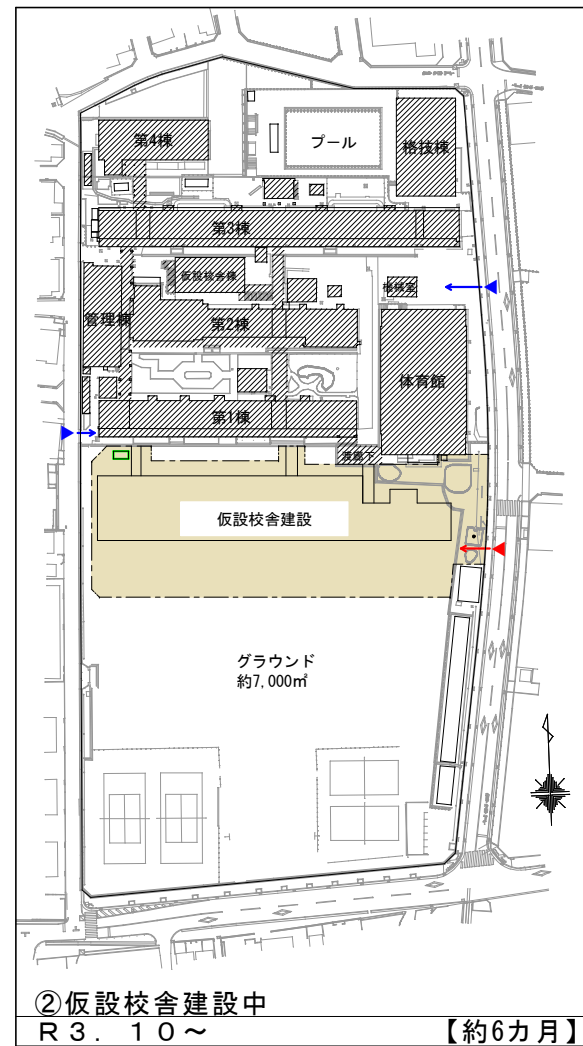 第4棟
プール
格技棟
第3棟
仮設校舎棟
機械室
管理棟
第2棟
体育館
第1棟
渡廊下
仮設校舎建設
グラウンド
約7,000㎡
②仮設校舎建設中
R3. 10～ 【約6カ月】